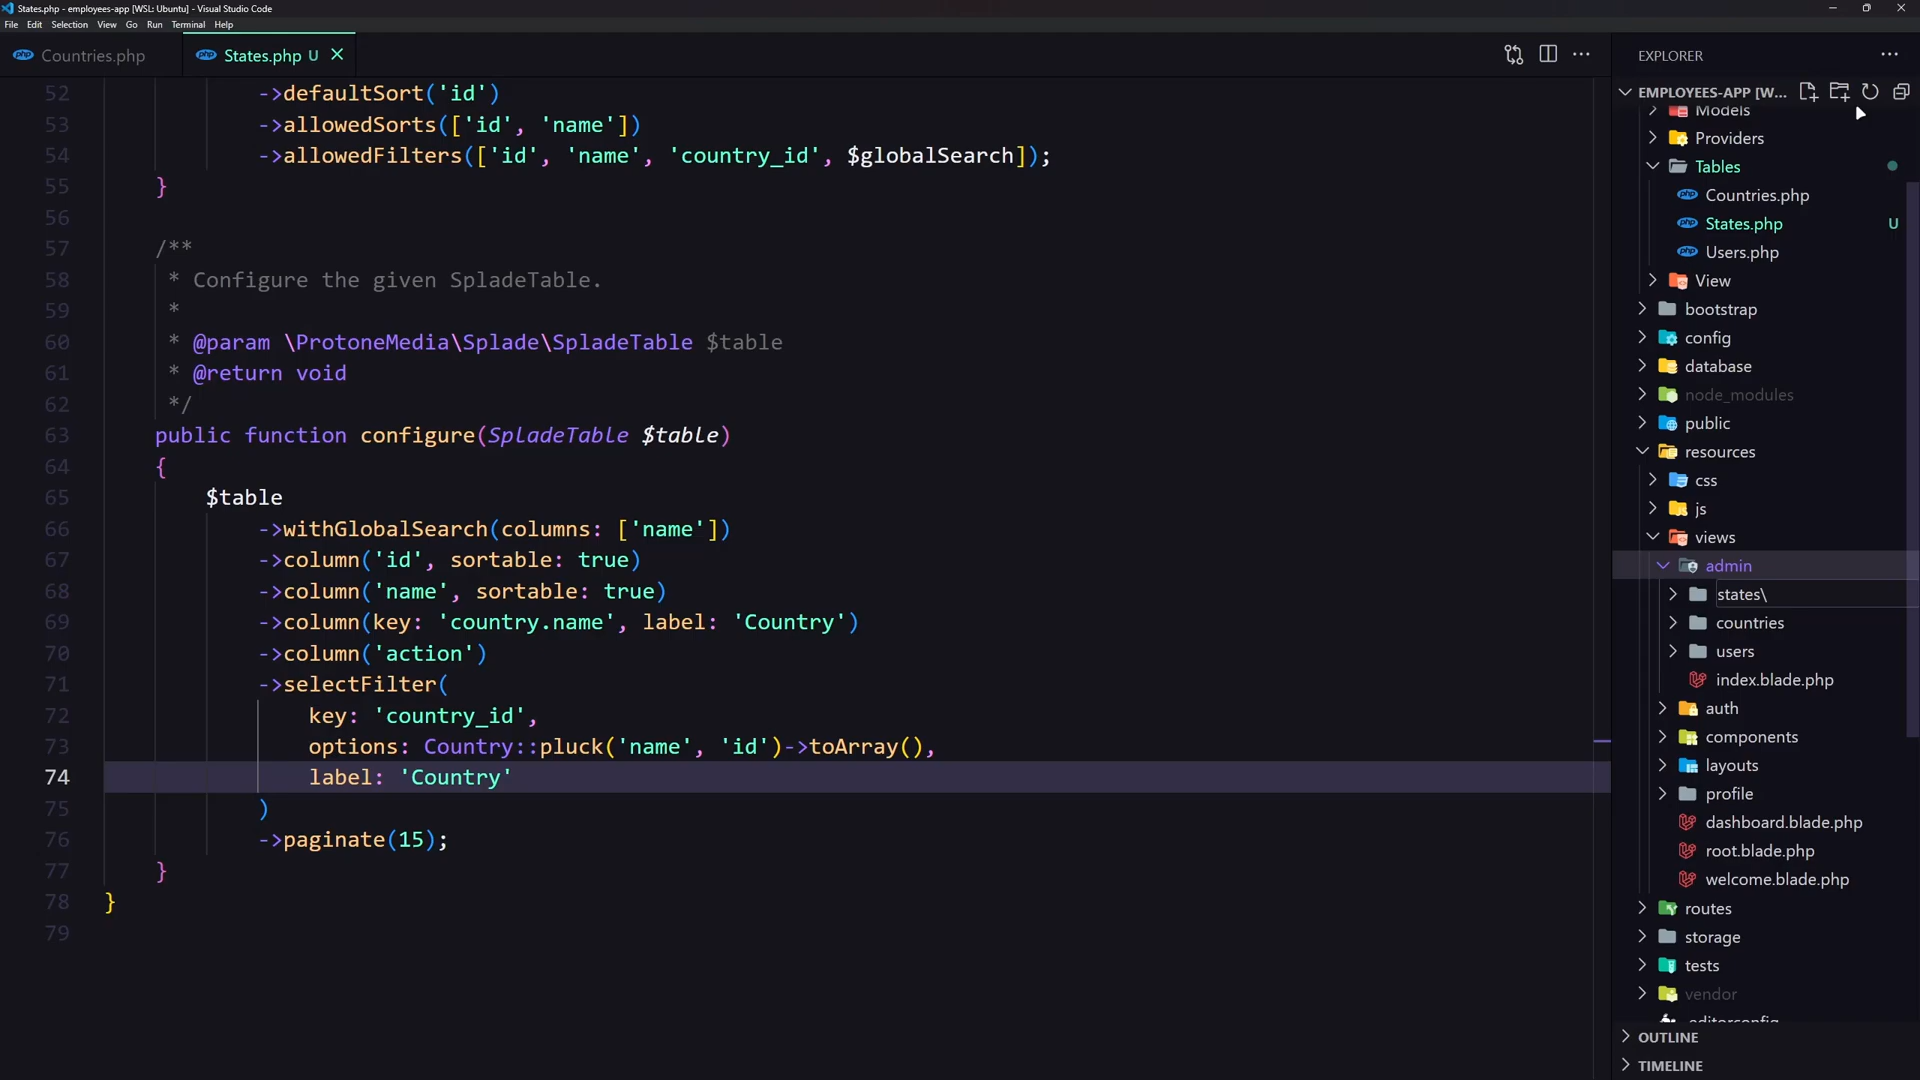 States.php - employees-app [WSL: Ubuntu] - Visual Studio Code
File Edit Selection View Go Run Terminal Help
Countries.php
States.php U
52 ->defaultSort('id')
53 ->allowedSorts(['id', 'name'])
54 ->allowedFilters(['id', 'name', 'country_id', $globalSearch]);
55 }
56
57 /**
58 * Configure the given SpladeTable.
59 *
60 * @param \ProtoneMedia\Splade\SpladeTable $table
61 * @return void
62 */
63 public function configure(SpladeTable $table)
64 {
65 $table
66 ->withGlobalSearch(columns: ['name'])
67 ->column('id', sortable: true)
68 ->column('name', sortable: true)
69 ->column(key: 'country.name', label: 'Country')
70 ->column('action')
71 ->selectFilter(
72 key: 'country_id',
73 options: Country::pluck('name', 'id')->toArray(),
74 label: 'Country'
75 )
76 ->paginate(15);
77 }
78 }
79
EXPLORER
EMPLOYEES-APP [W...
Models
Providers
Tables
Countries.php
States.php U
Users.php
View
bootstrap
config
database
node_modules
public
resources
css
js
views
admin
states\
countries
users
index.blade.php
auth
components
layouts
profile
dashboard.blade.php
root.blade.php
welcome.blade.php
routes
storage
tests
vendor
.editorconfig
OUTLINE
TIMELINE